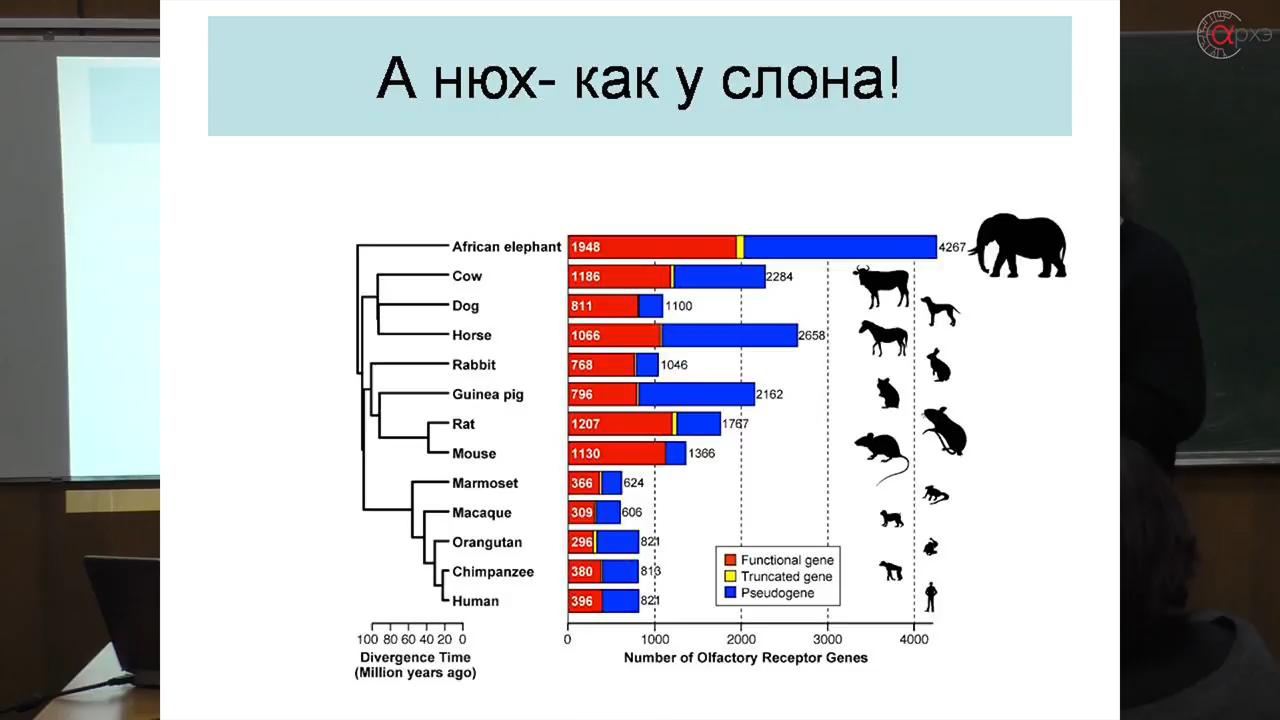 αрхэ
А нюх- как у слона!
African elephant 1948 4267
Cow 1186 2284
Dog 811 1100
Horse 1066 2658
Rabbit 768 1046
Guinea pig 796 2162
Rat 1207 1767
Mouse 1130 1366
Marmoset 366 624
Macaque 309 606
Orangutan 296 821
Chimpanzee 380 813
Human 396 821
Functional gene
Truncated gene
Pseudogene
100 80 60 40 20 0
Divergence Time
(Million years ago)
0 1000 2000 3000 4000
Number of Olfactory Receptor Genes